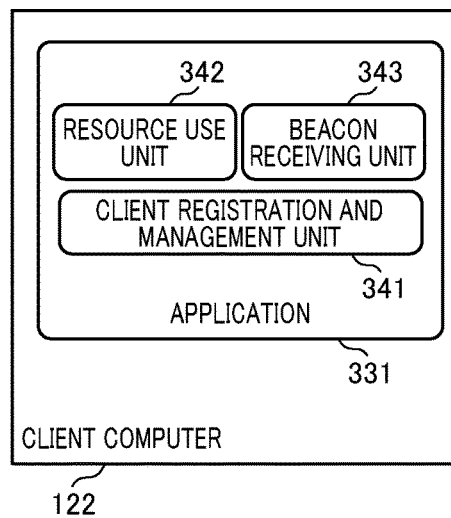 342
343
RESOURCE USE
UNIT
BEACON
RECEIVING UNIT
CLIENT REGISTRATION AND
MANAGEMENT UNIT
341
APPLICATION
331
CLIENT COMPUTER
122